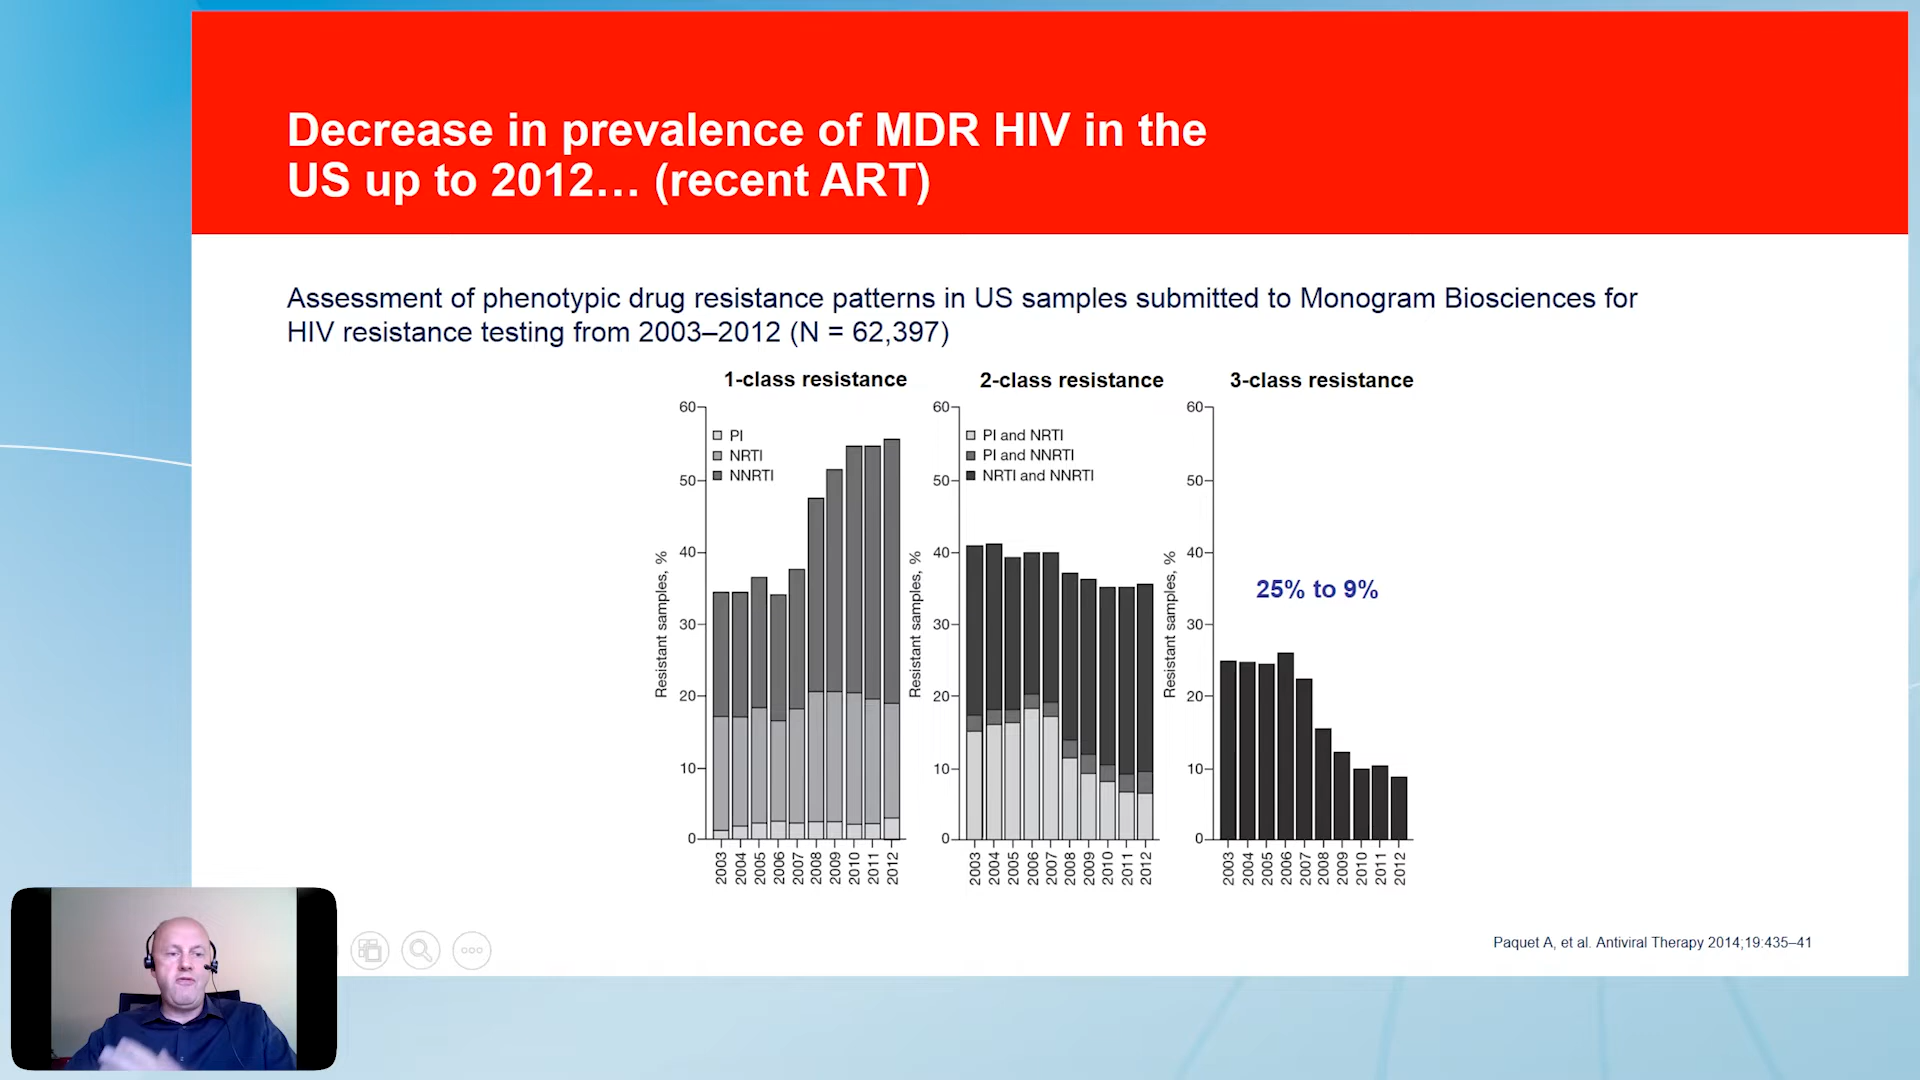 Decrease in prevalence of MDR HIV in the
US up to 2012… (recent ART)
Assessment of phenotypic drug resistance patterns in US samples submitted to Monogram Biosciences for
HIV resistance testing from 2003–2012 (N = 62,397)
1-class resistance
60
50
40
30
20
10
0
Resistant samples, %
PI
NRTI
NNRTI
2003 2004 2005 2006 2007 2008 2009 2010 2011 2012
2-class resistance
60
50
40
30
20
10
0
Resistant samples, %
PI and NRTI
PI and NNRTI
NRTI and NNRTI
2003 2004 2005 2006 2007 2008 2009 2010 2011 2012
3-class resistance
60
50
40
30
20
10
0
Resistant samples, %
25% to 9%
2003 2004 2005 2006 2007 2008 2009 2010 2011 2012
Paquet A, et al. Antiviral Therapy 2014;19:435–41